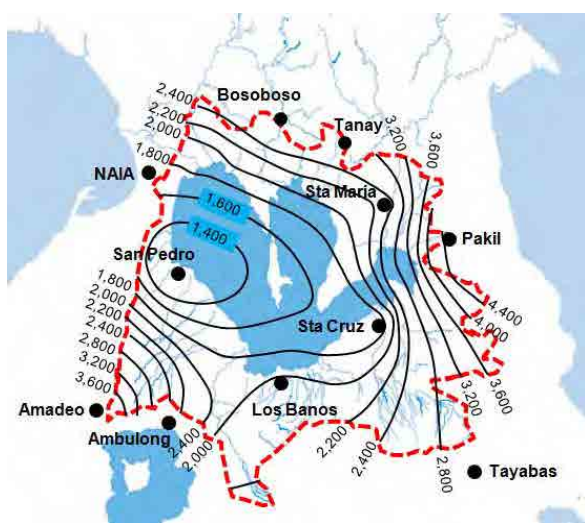 2,400
Bosoboso
2,200
2,000
Tanay
3,200
3,600
1,800
NAIA
Sta Maria
1,600
1,400
Pakil
San Pedro
1,800
2,000
2,200
2,400
2,800
3,200
3,600
4,400
4,000
Sta Cruz
3,600
3,200
Amadeo
Ambulong
Los Banos
2,400
2,000
2,200
2,400
2,800
Tayabas